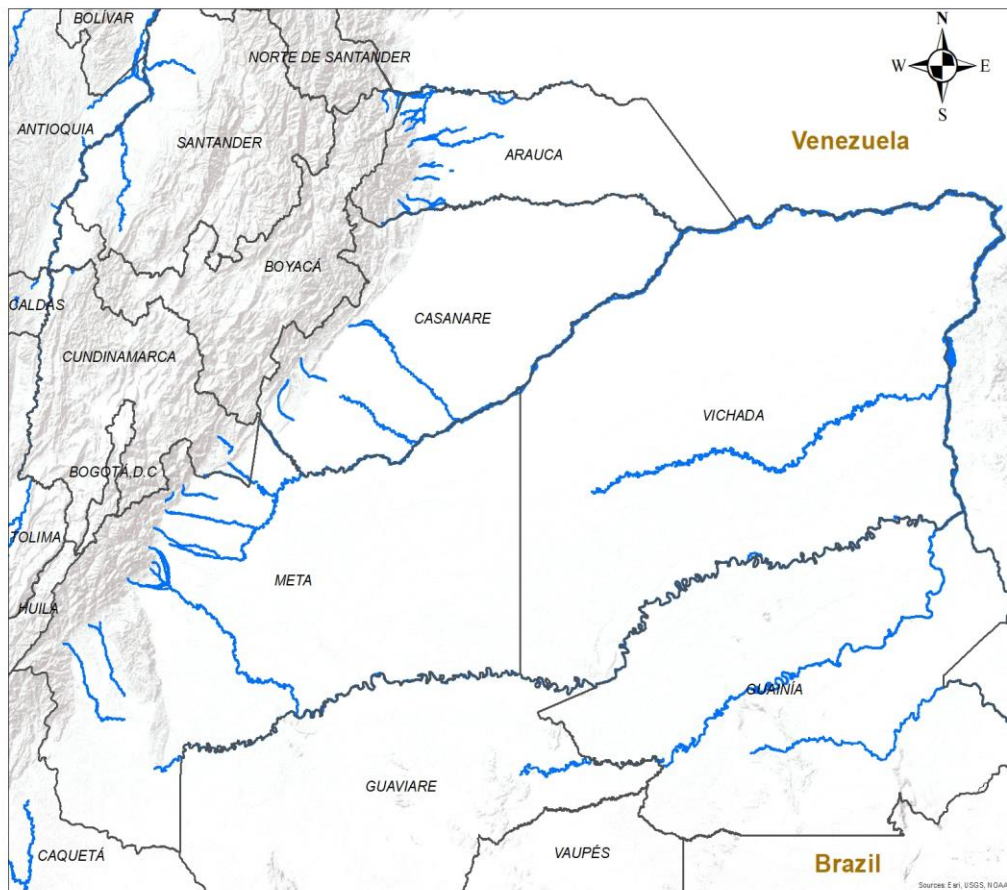 BOLÍVAR
N
NORTE DE SANTANDER
W E
S
ANTIOQUIA
SANTANDER
ARAUCA
Venezuela
BOYACÁ
CALDAS
CASANARE
CUNDINAMARCA
VICHADA
BOGOTÁ.D.C
TOLIMA
META
HUILA
GUAINÍA
GUAVIARE
CAQUETÁ
VAUPÉS
Brazil
Sources: Esri, USGS, NOAA